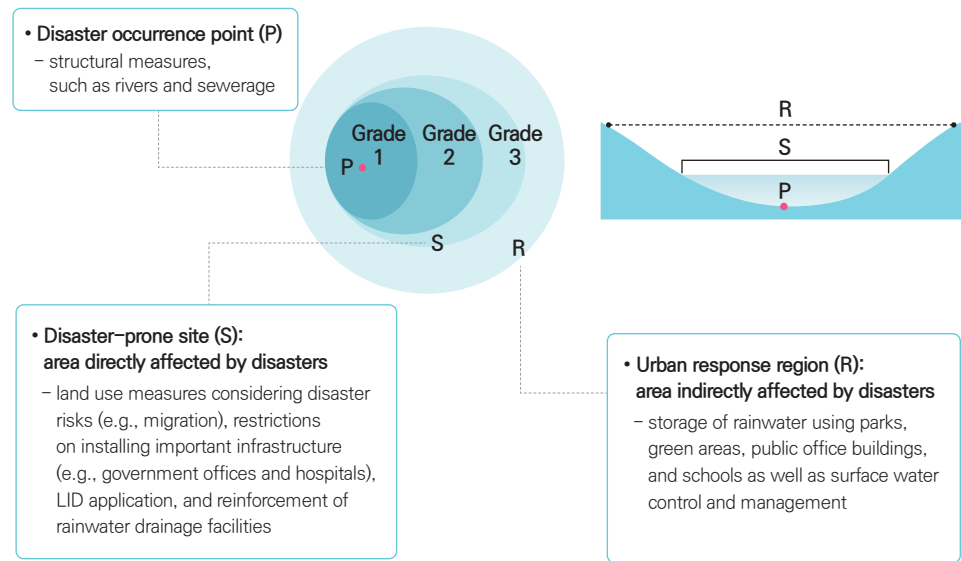 • Disaster occurrence point (P)
– structural measures,
such as rivers and sewerage
Grade
1
Grade
2
Grade
3
P
S
R
R
S
P
• Disaster–prone site (S):
area directly affected by disasters
– land use measures considering disaster
risks (e.g., migration), restrictions
on installing important infrastructure
(e.g., government offices and hospitals),
LID application, and reinforcement of
rainwater drainage facilities
• Urban response region (R):
area indirectly affected by disasters
– storage of rainwater using parks,
green areas, public office buildings,
and schools as well as surface water
control and management